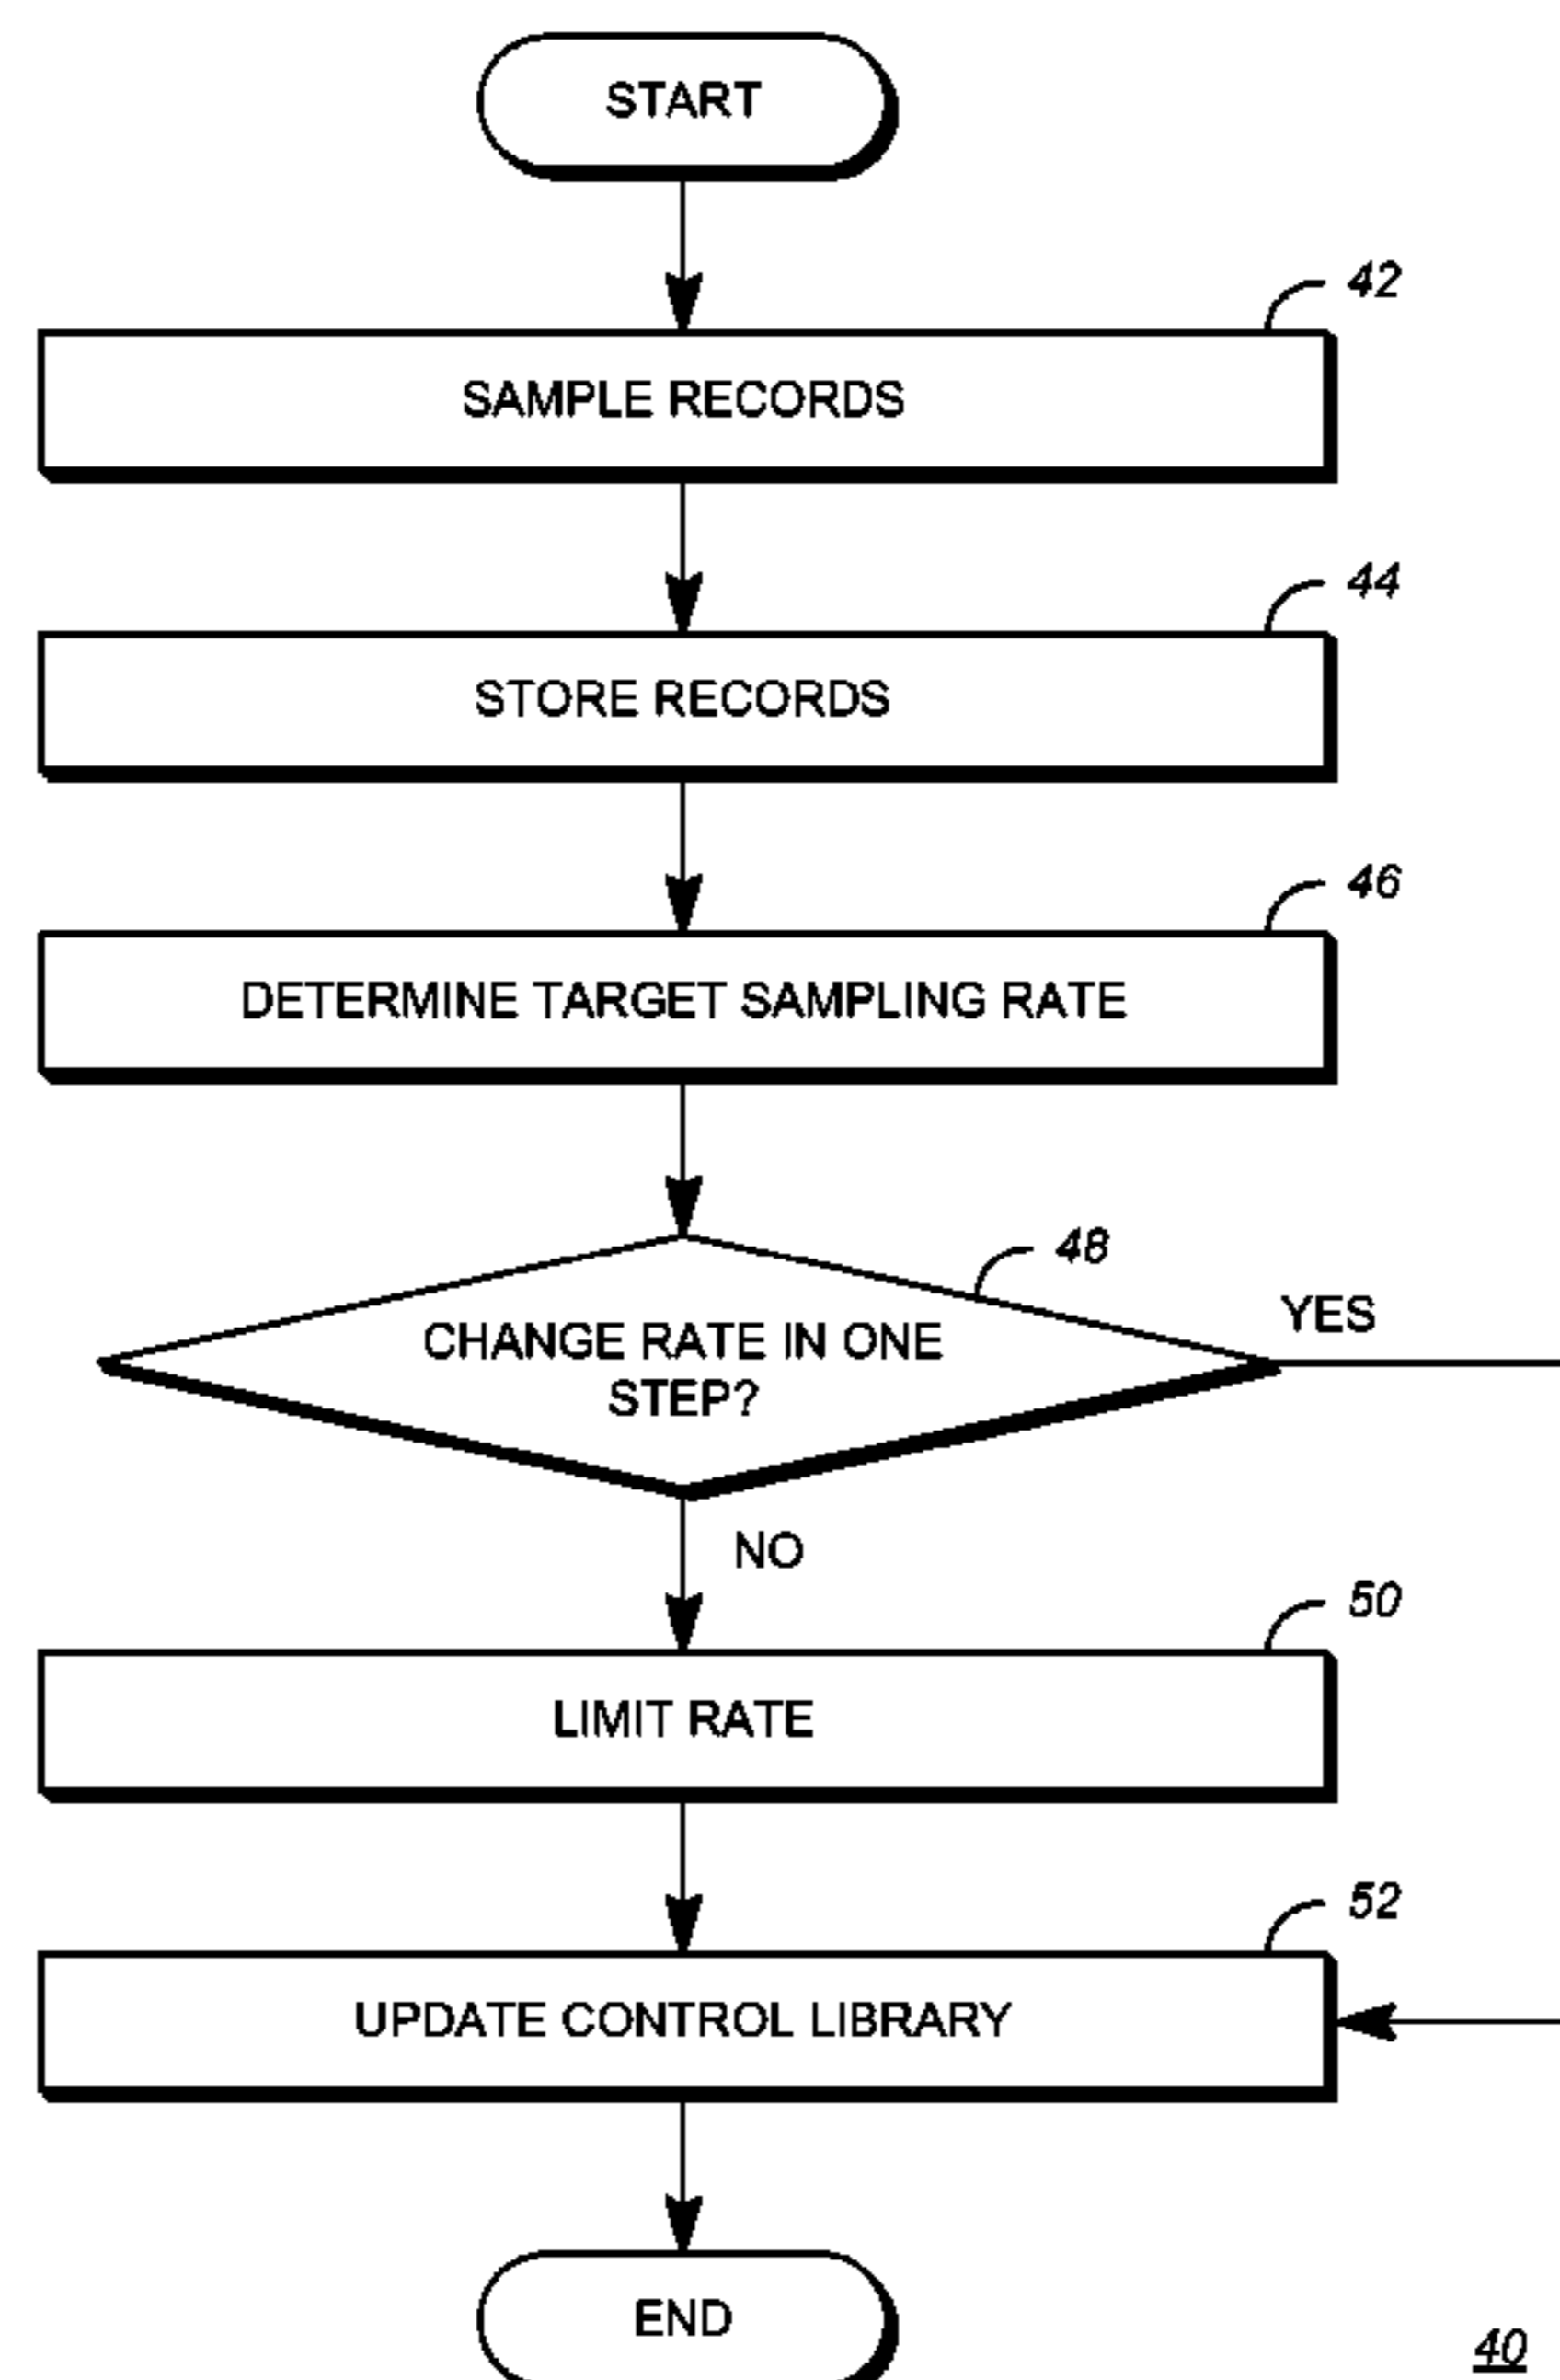 START
42
SAMPLE RECORDS
44
STORE RECORDS
46
DETERMINE TARGET SAMPLING RATE
48
CHANGE RATE IN ONE
STEP?
YES
NO
50
LIMIT RATE
52
UPDATE CONTROL LIBRARY
END
40